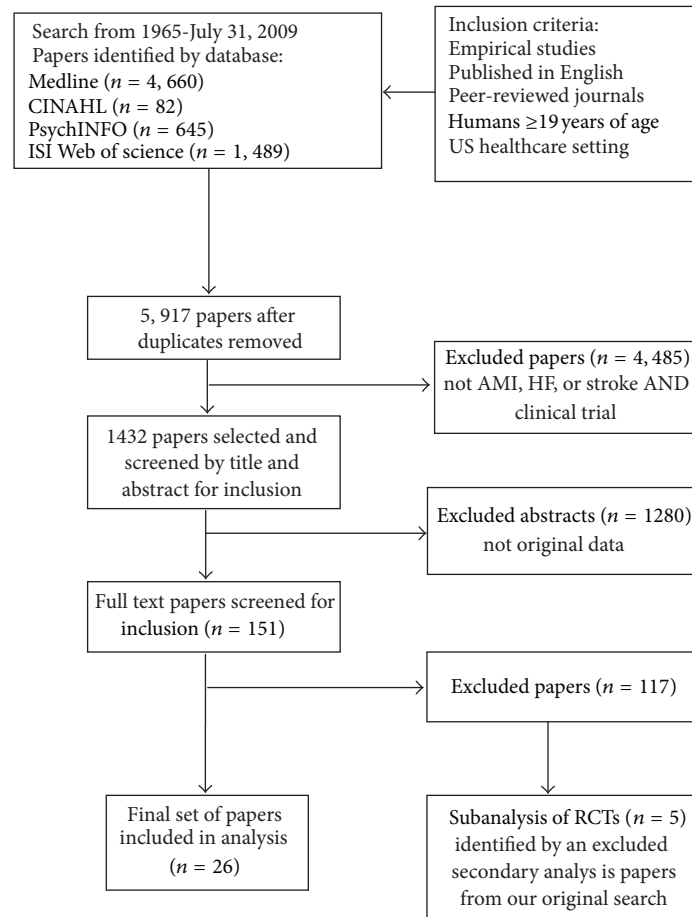 Search from 1965-July 31, 2009
Papers identified by database:
Medline (n = 4, 660)
CINAHL (n = 82)
PsychINFO (n = 645)
ISI Web of science (n = 1, 489)
Inclusion criteria:
Empirical studies
Published in English
Peer-reviewed journals
Humans ≥19 years of age
US healthcare setting
5, 917 papers after
duplicates removed
Excluded papers (n = 4, 485)
not AMI, HF, or stroke AND
clinical trial
1432 papers selected and
screened by title and
abstract for inclusion
Excluded abstracts (n = 1280)
not original data
Full text papers screened for
inclusion (n = 151)
Excluded papers (n = 117)
Final set of papers
included in analysis
(n = 26)
Subanalysis of RCTs (n = 5)
identified by an excluded
secondary analys is papers
from our original search